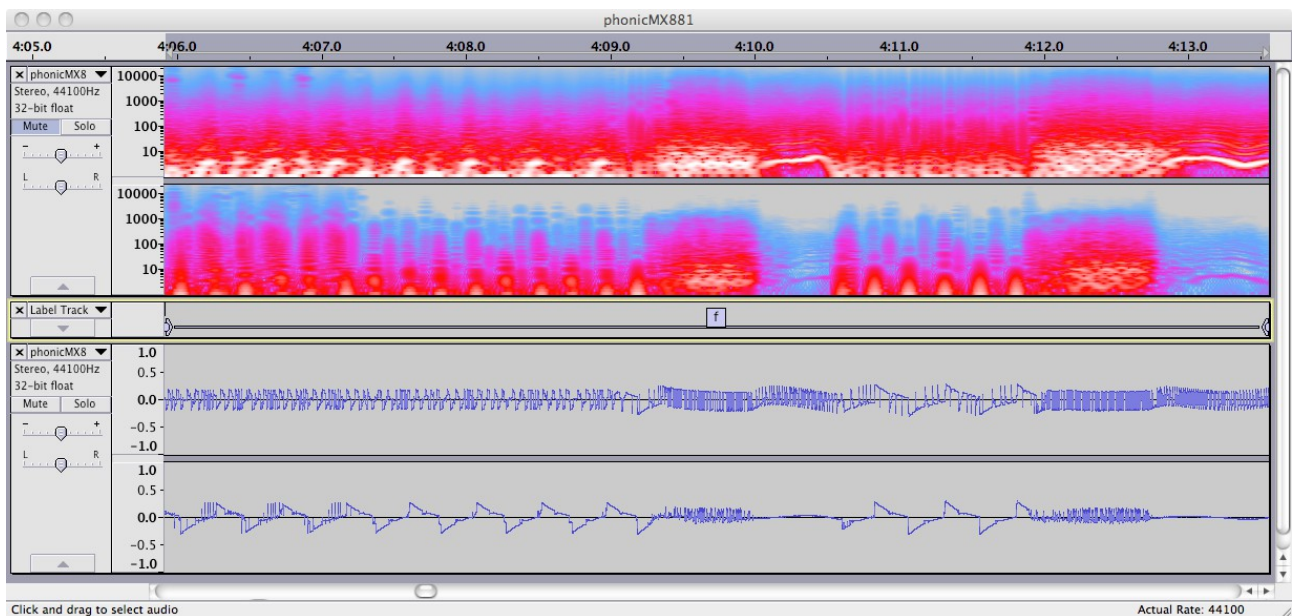 phonicMX881
4:05.0 4:06.0 4:07.0 4:08.0 4:09.0 4:10.0 4:11.0 4:12.0 4:13.0
phonicMX8
Stereo, 44100Hz
32-bit float
Mute Solo
- +
L R
10000-
1000-
100-
10-
10000-
1000-
100-
10-
Label Track
f
phonicMX8
Stereo, 44100Hz
32-bit float
Mute Solo
- +
L R
1.0
0.5-
0.0-
-0.5-
-1.0
1.0
0.5-
0.0-
-0.5-
-1.0
Click and drag to select audio
Actual Rate: 44100